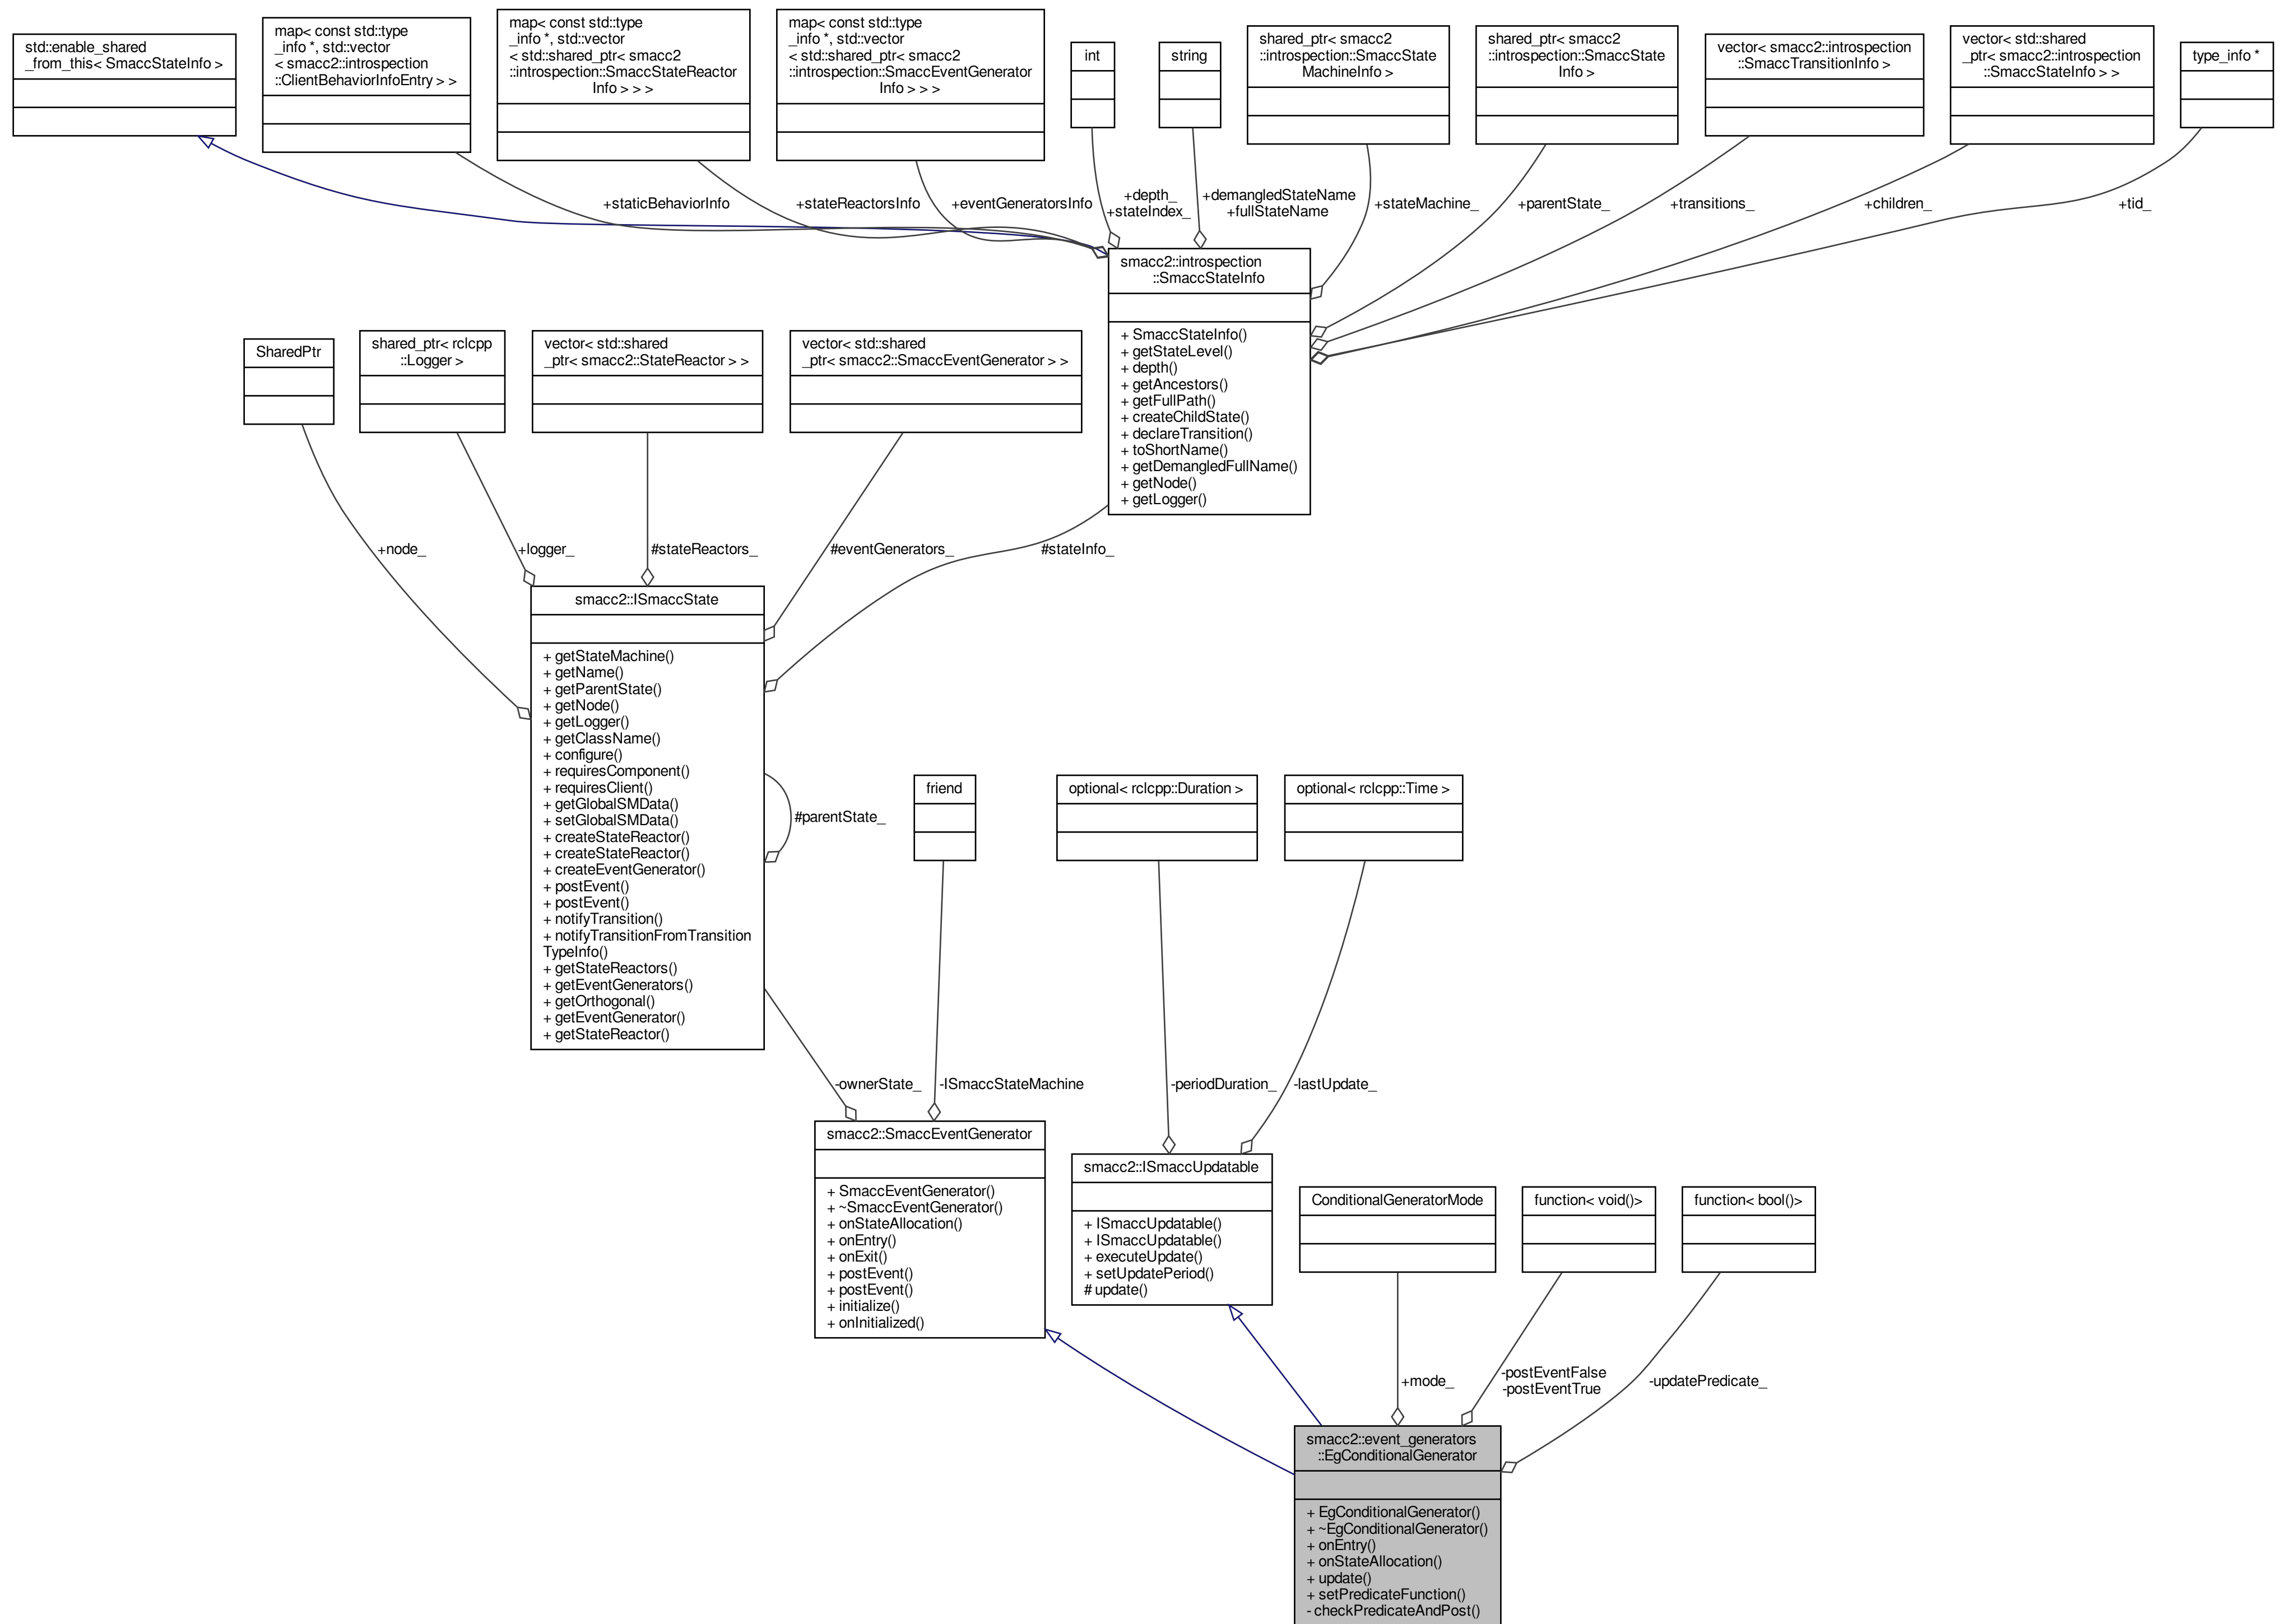 std::enable_shared
_from_this< SmaccStateInfo >
map< const std::type
_info *, std::vector
< smacc2::introspection
::ClientBehaviorInfoEntry > >
map< const std::type
_info *, std::vector
< std::shared_ptr< smacc2
::introspection::SmaccStateReactor
Info > > >
map< const std::type
_info *, std::vector
< std::shared_ptr< smacc2
::introspection::SmaccEventGenerator
Info > > >
int
string
shared_ptr< smacc2
::introspection::SmaccState
MachineInfo >
shared_ptr< smacc2
::introspection::SmaccState
Info >
vector< smacc2::introspection
::SmaccTransitionInfo >
vector< std::shared
_ptr< smacc2::introspection
::SmaccStateInfo > >
type_info *
+staticBehaviorInfo
+stateReactorsInfo
+eventGeneratorsInfo
+depth_
+stateIndex_
+demangledStateName
+fullStateName
+stateMachine_
+parentState_
+transitions_
+children_
+tid_
smacc2::introspection
::SmaccStateInfo
+ SmaccStateInfo()
+ getStateLevel()
+ depth()
+ getAncestors()
+ getFullPath()
+ createChildState()
+ declareTransition()
+ toShortName()
+ getDemangledFullName()
+ getNode()
+ getLogger()
SharedPtr
shared_ptr< rclcpp
::Logger >
vector< std::shared
_ptr< smacc2::StateReactor > >
vector< std::shared
_ptr< smacc2::SmaccEventGenerator > >
+node_
+logger_
#stateReactors_
#eventGenerators_
#stateInfo_
smacc2::ISmaccState
+ getStateMachine()
+ getName()
+ getParentState()
+ getNode()
+ getLogger()
+ getClassName()
+ configure()
+ requiresComponent()
+ requiresClient()
+ getGlobalSMData()
+ setGlobalSMData()
+ createStateReactor()
+ createStateReactor()
+ createEventGenerator()
+ postEvent()
+ postEvent()
+ notifyTransition()
+ notifyTransitionFromTransition
TypeInfo()
+ getStateReactors()
+ getEventGenerators()
+ getOrthogonal()
+ getEventGenerator()
+ getStateReactor()
#parentState_
friend
optional< rclcpp::Duration >
optional< rclcpp::Time >
-ownerState_
-ISmaccStateMachine
-periodDuration_
-lastUpdate_
smacc2::SmaccEventGenerator
+ SmaccEventGenerator()
+ ~SmaccEventGenerator()
+ onStateAllocation()
+ onEntry()
+ onExit()
+ postEvent()
+ postEvent()
+ initialize()
+ onInitialized()
smacc2::ISmaccUpdatable
+ ISmaccUpdatable()
+ ISmaccUpdatable()
+ executeUpdate()
+ setUpdatePeriod()
# update()
ConditionalGeneratorMode
function< void()>
function< bool()>
+mode_
-postEventFalse
-postEventTrue
-updatePredicate_
smacc2::event_generators
::EgConditionalGenerator
+ EgConditionalGenerator()
+ ~EgConditionalGenerator()
+ onEntry()
+ onStateAllocation()
+ update()
+ setPredicateFunction()
- checkPredicateAndPost()